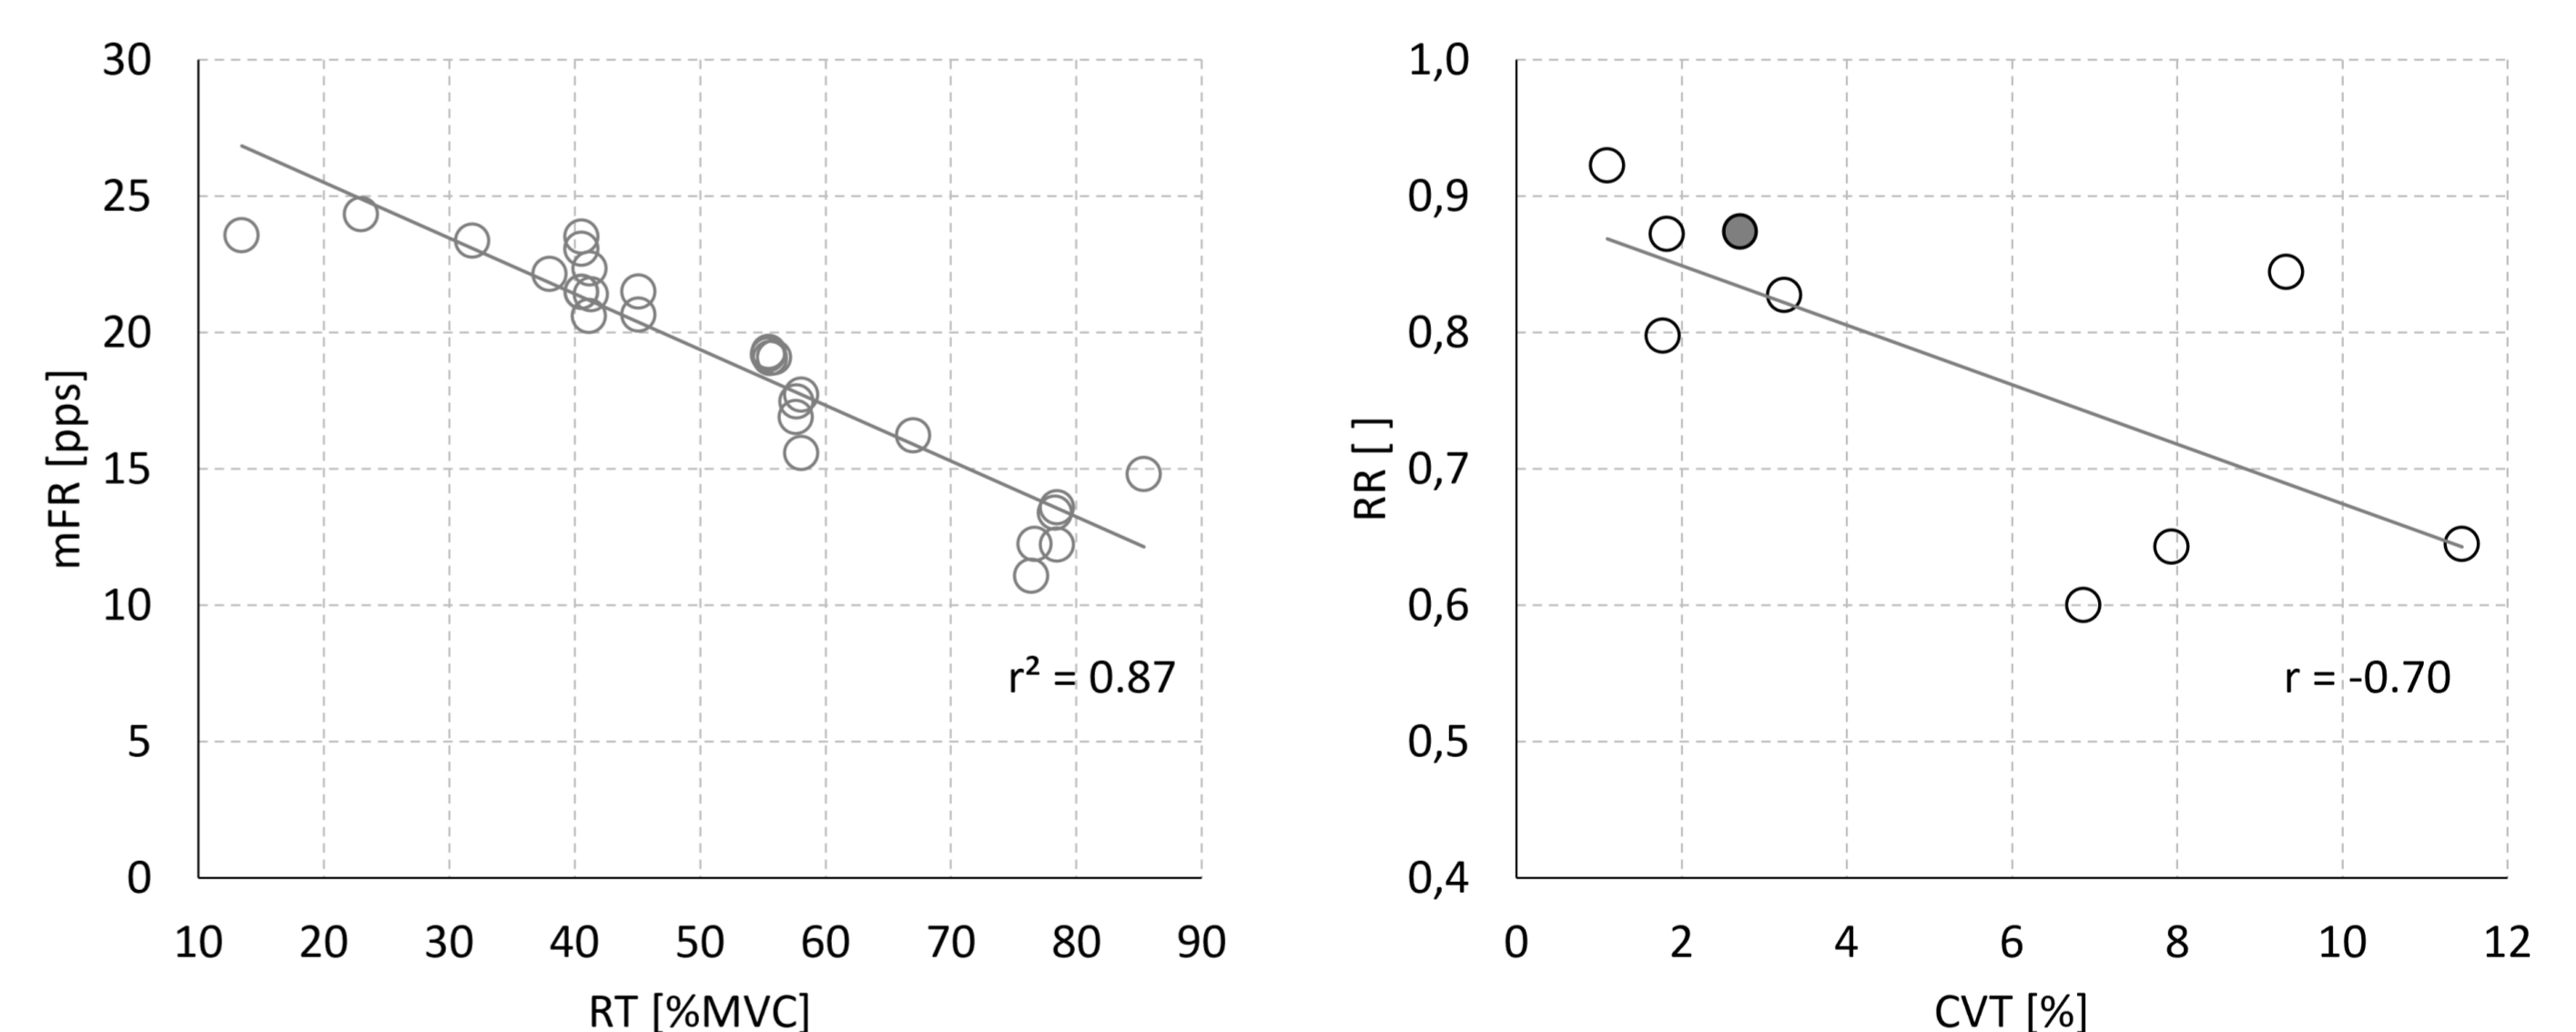 30
25
20
15
10
5
0
mFR [pps]
10 20 30 40 50 60 70 80 90
RT [%MVC]
r² = 0.87
1,0
0,9
0,8
0,7
0,6
0,5
0,4
RR [ ]
0 2 4 6 8 10 12
CVT [%]
r = -0.70